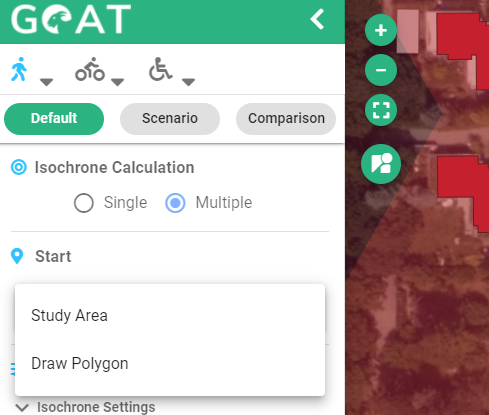 GOAT
Default Scenario Comparison
Isochrone Calculation
Single Multiple
Start
Study Area
Draw Polygon
Isochrone Settings